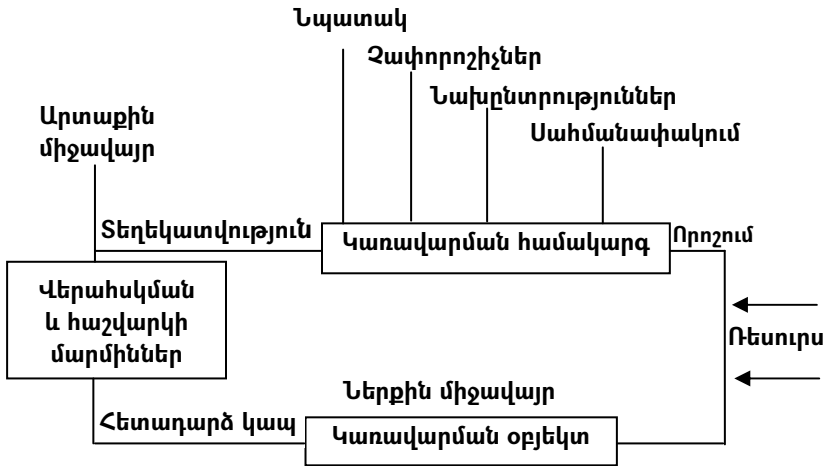 Նպատակ
Չափորոշիչներ
Նախընտրություններ
Սահմանափակում
Արտաքին
միջավայր
Տեղեկատվություն
Կառավարման համակարգ
Որոշում
Վերահսկման
և հաշվարկի
մարմիններ
Ռեսուրս
Ներքին միջավայր
Հետադարձ կապ
Կառավարման օբյեկտ